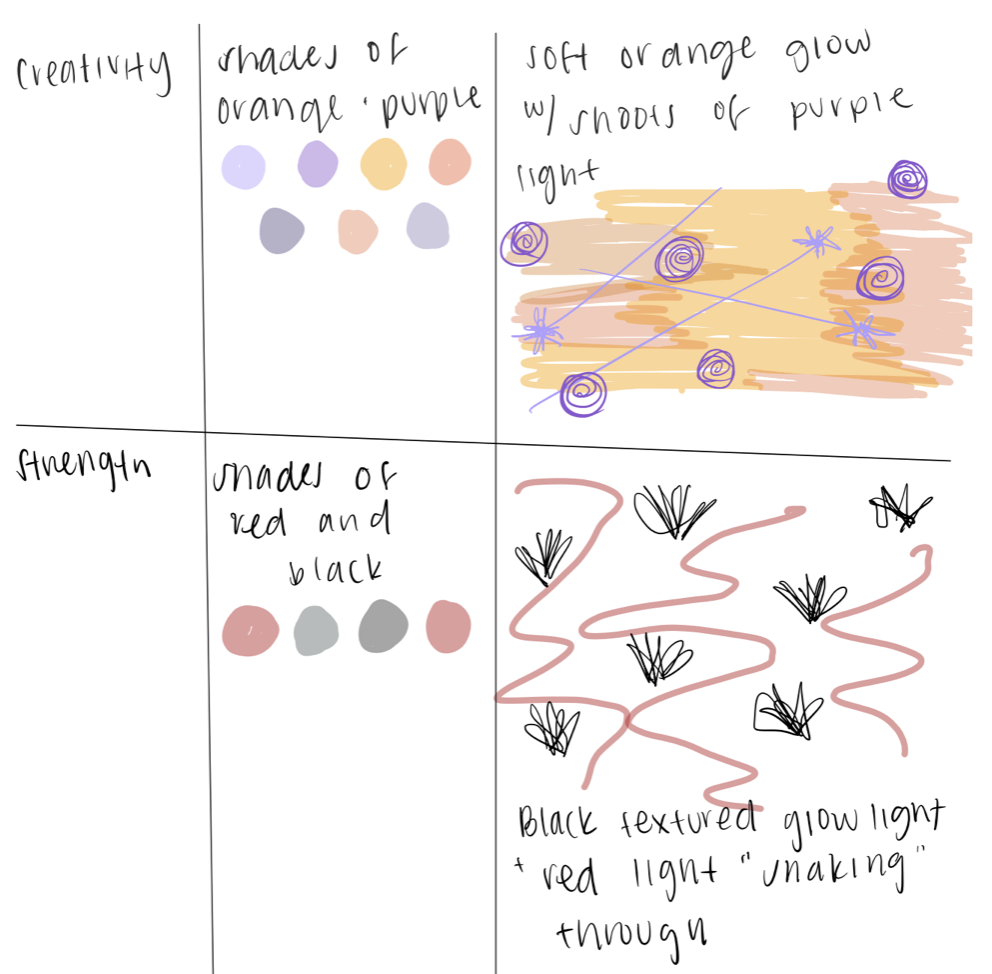 creativity
shades of
orange · purple
soft orange glow
w/ shoots of purple
light
strength
shades of
red and
black
Black textured glow light
+ red light "snaking"
through